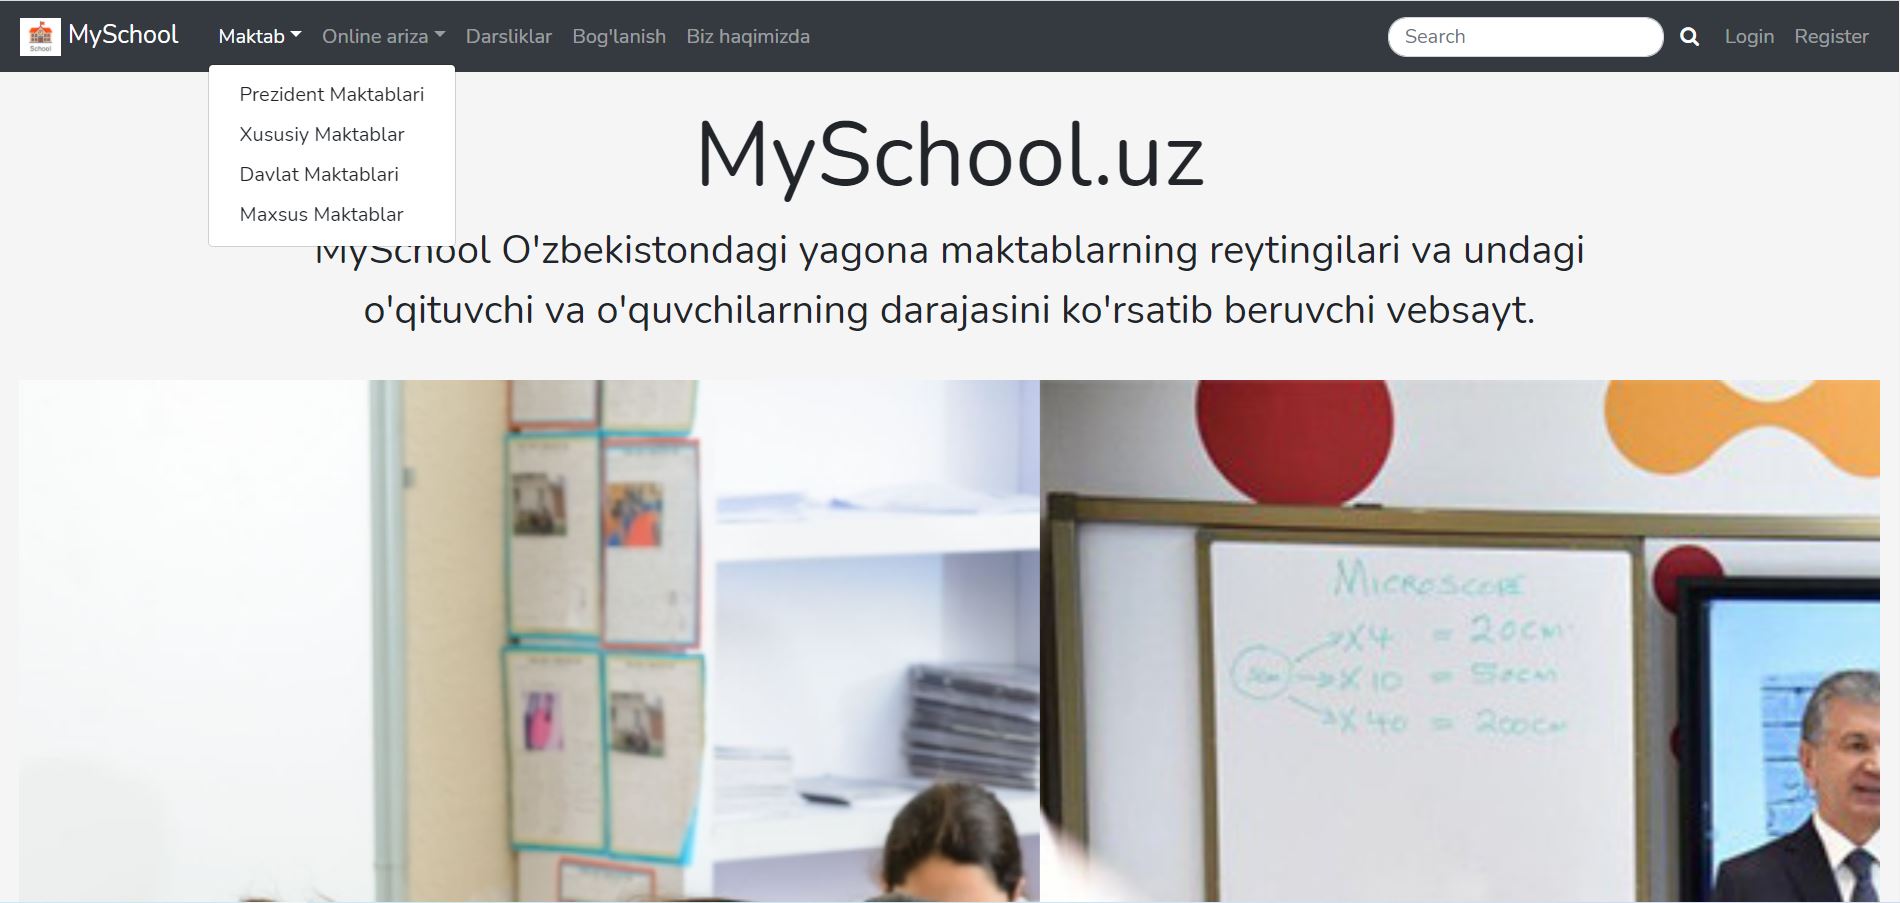 School
MySchool
Maktab
Online ariza
Darsliklar
Bog'lanish
Biz haqimizda
Search
Login
Register
Prezident Maktablari
Xususiy Maktablar
Davlat Maktablari
Maxsus Maktablar
MySchool.uz
MySchool O'zbekistondagi yagona maktablarning reytingilari va undagi
o'qituvchi va o'quvchilarning darajasini ko'rsatib beruvchi vebsayt.
MICROSCOPE
X4 = 20cm
5cm X10 = 50cm
X40 = 200cm